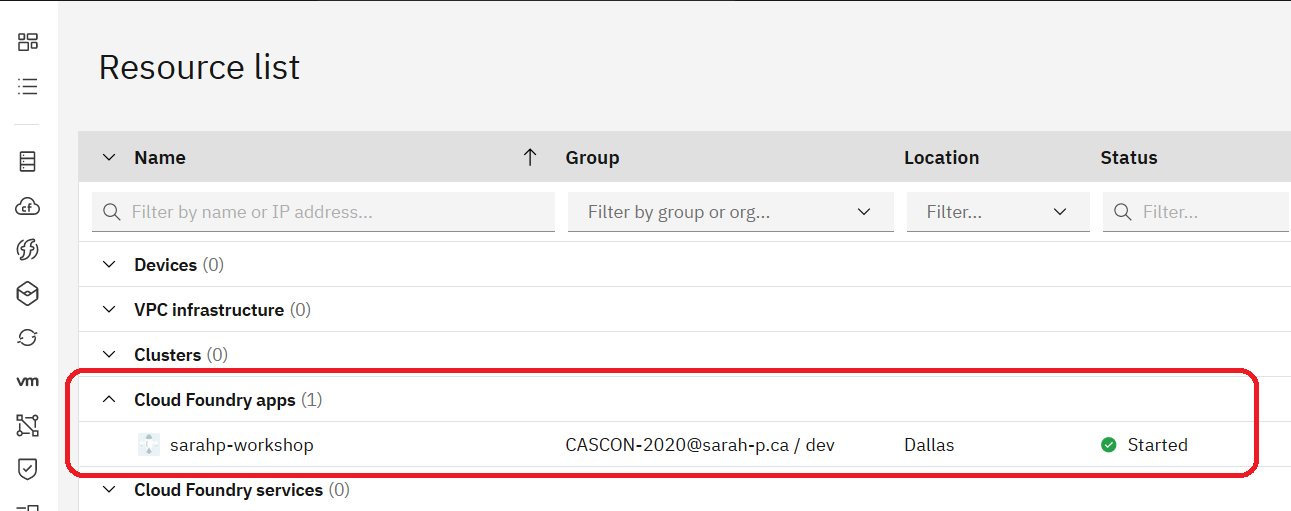 Resource list
Name Group Location Status
Filter by name or IP address... Filter by group or org... Filter... Filter...
Devices (0)
VPC infrastructure (0)
Clusters (0)
cf
vm
Cloud Foundry apps (1)
sarahp-workshop CASCON-2020@sarah-p.ca / dev Dallas Started
Cloud Foundry services (0)